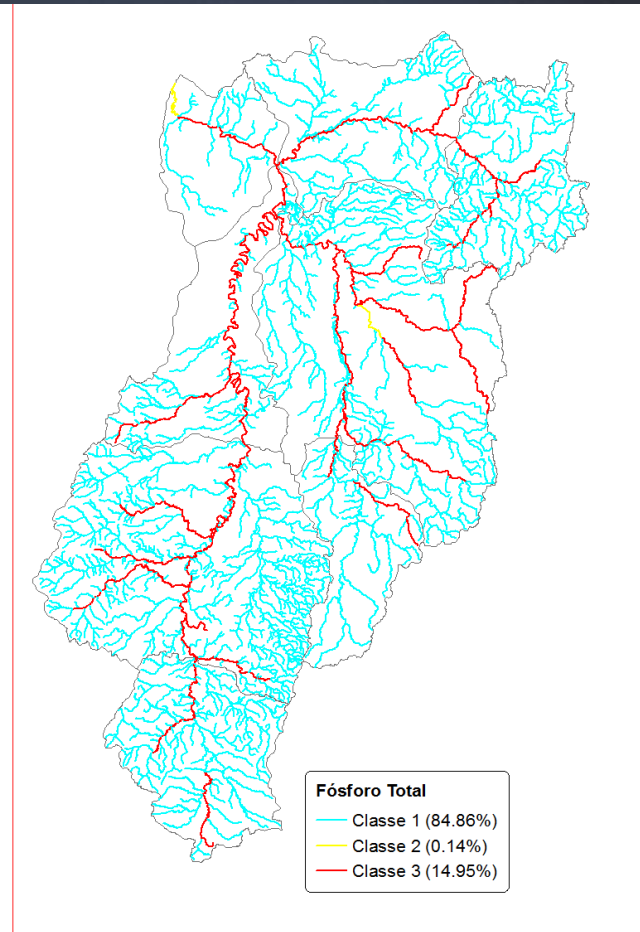 Fósforo Total
Classe 1 (84.86%)
Classe 2 (0.14%)
Classe 3 (14.95%)